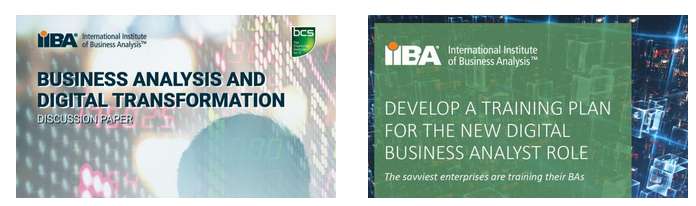 IIBA
International Institute
of Business Analysis™
bcs
BUSINESS ANALYSIS AND
DIGITAL TRANSFORMATION
DISCUSSION PAPER
IIBA®
International Institute
of Business Analysis™
DEVELOP A TRAINING PLAN
FOR THE NEW DIGITAL
BUSINESS ANALYST ROLE
The savviest enterprises are training their BAs